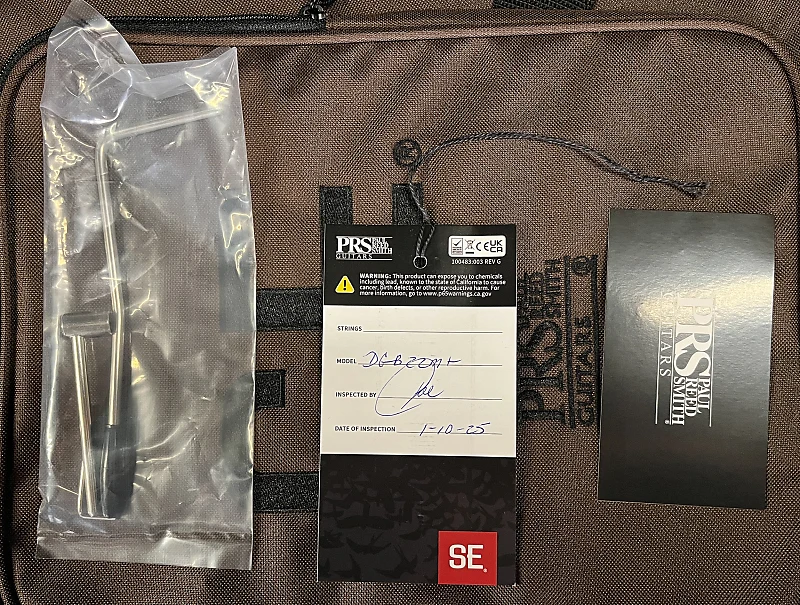 PRS PAUL
REED
SMITH
GUITARS
UK
CA
100483:003 REV G
WARNING: This product can expose you to chemicals
including lead, known to the state of California to cause
cancer, birth defects, or other reproductive harm. For
more information, go to www.p65warnings.ca.gov
STRINGS
MODEL
INSPECTED BY Joe
DATE OF INSPECTION 1-10-25
SE
PRS PAUL
REED
SMITH
GUITARS
PRS PAUL
REED
SMITH
GUITARS